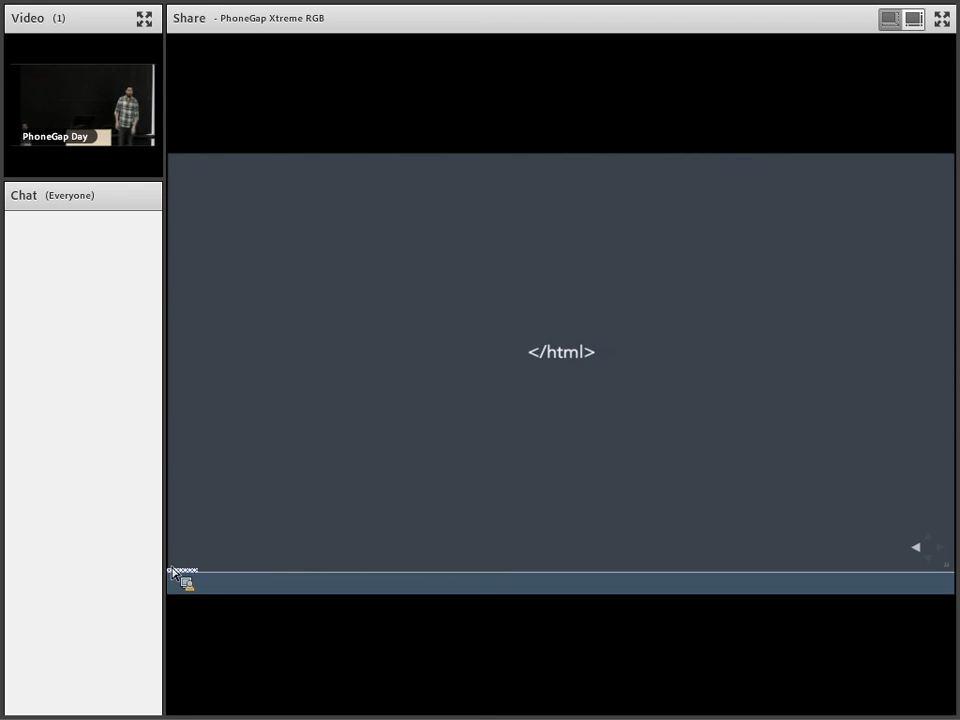 Video (1)
Share - PhoneGap Xtreme RGB
PhoneGap Day
Chat (Everyone)
</html>